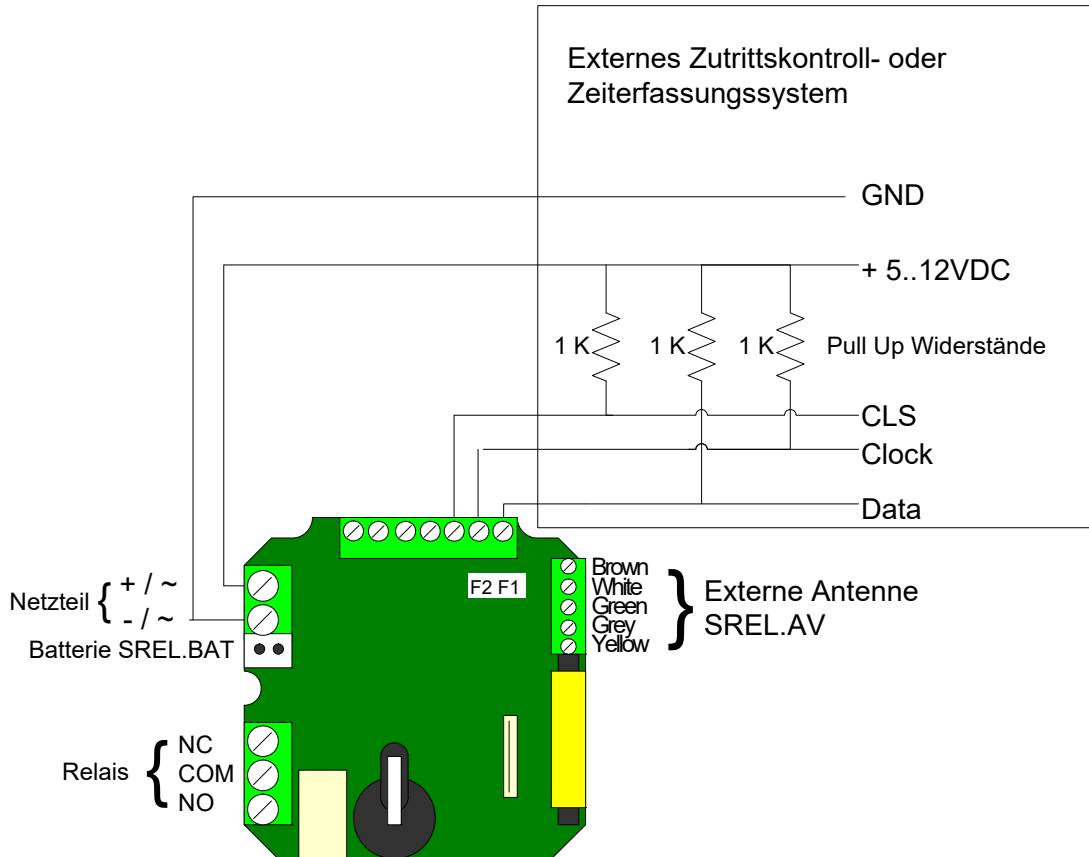 Externes Zutrittskontroll- oder
Zeiterfassungssystem
GND
+ 5..12VDC
1 K
1 K
1 K
Pull Up Widerstände
CLS
Clock
Data
F2 F1
Brown
White
Green
Grey
Yellow
Externe Antenne
SREL.AV
Netzteil
+ / ~
- / ~
Batterie SREL.BAT
Relais
NC
COM
NO